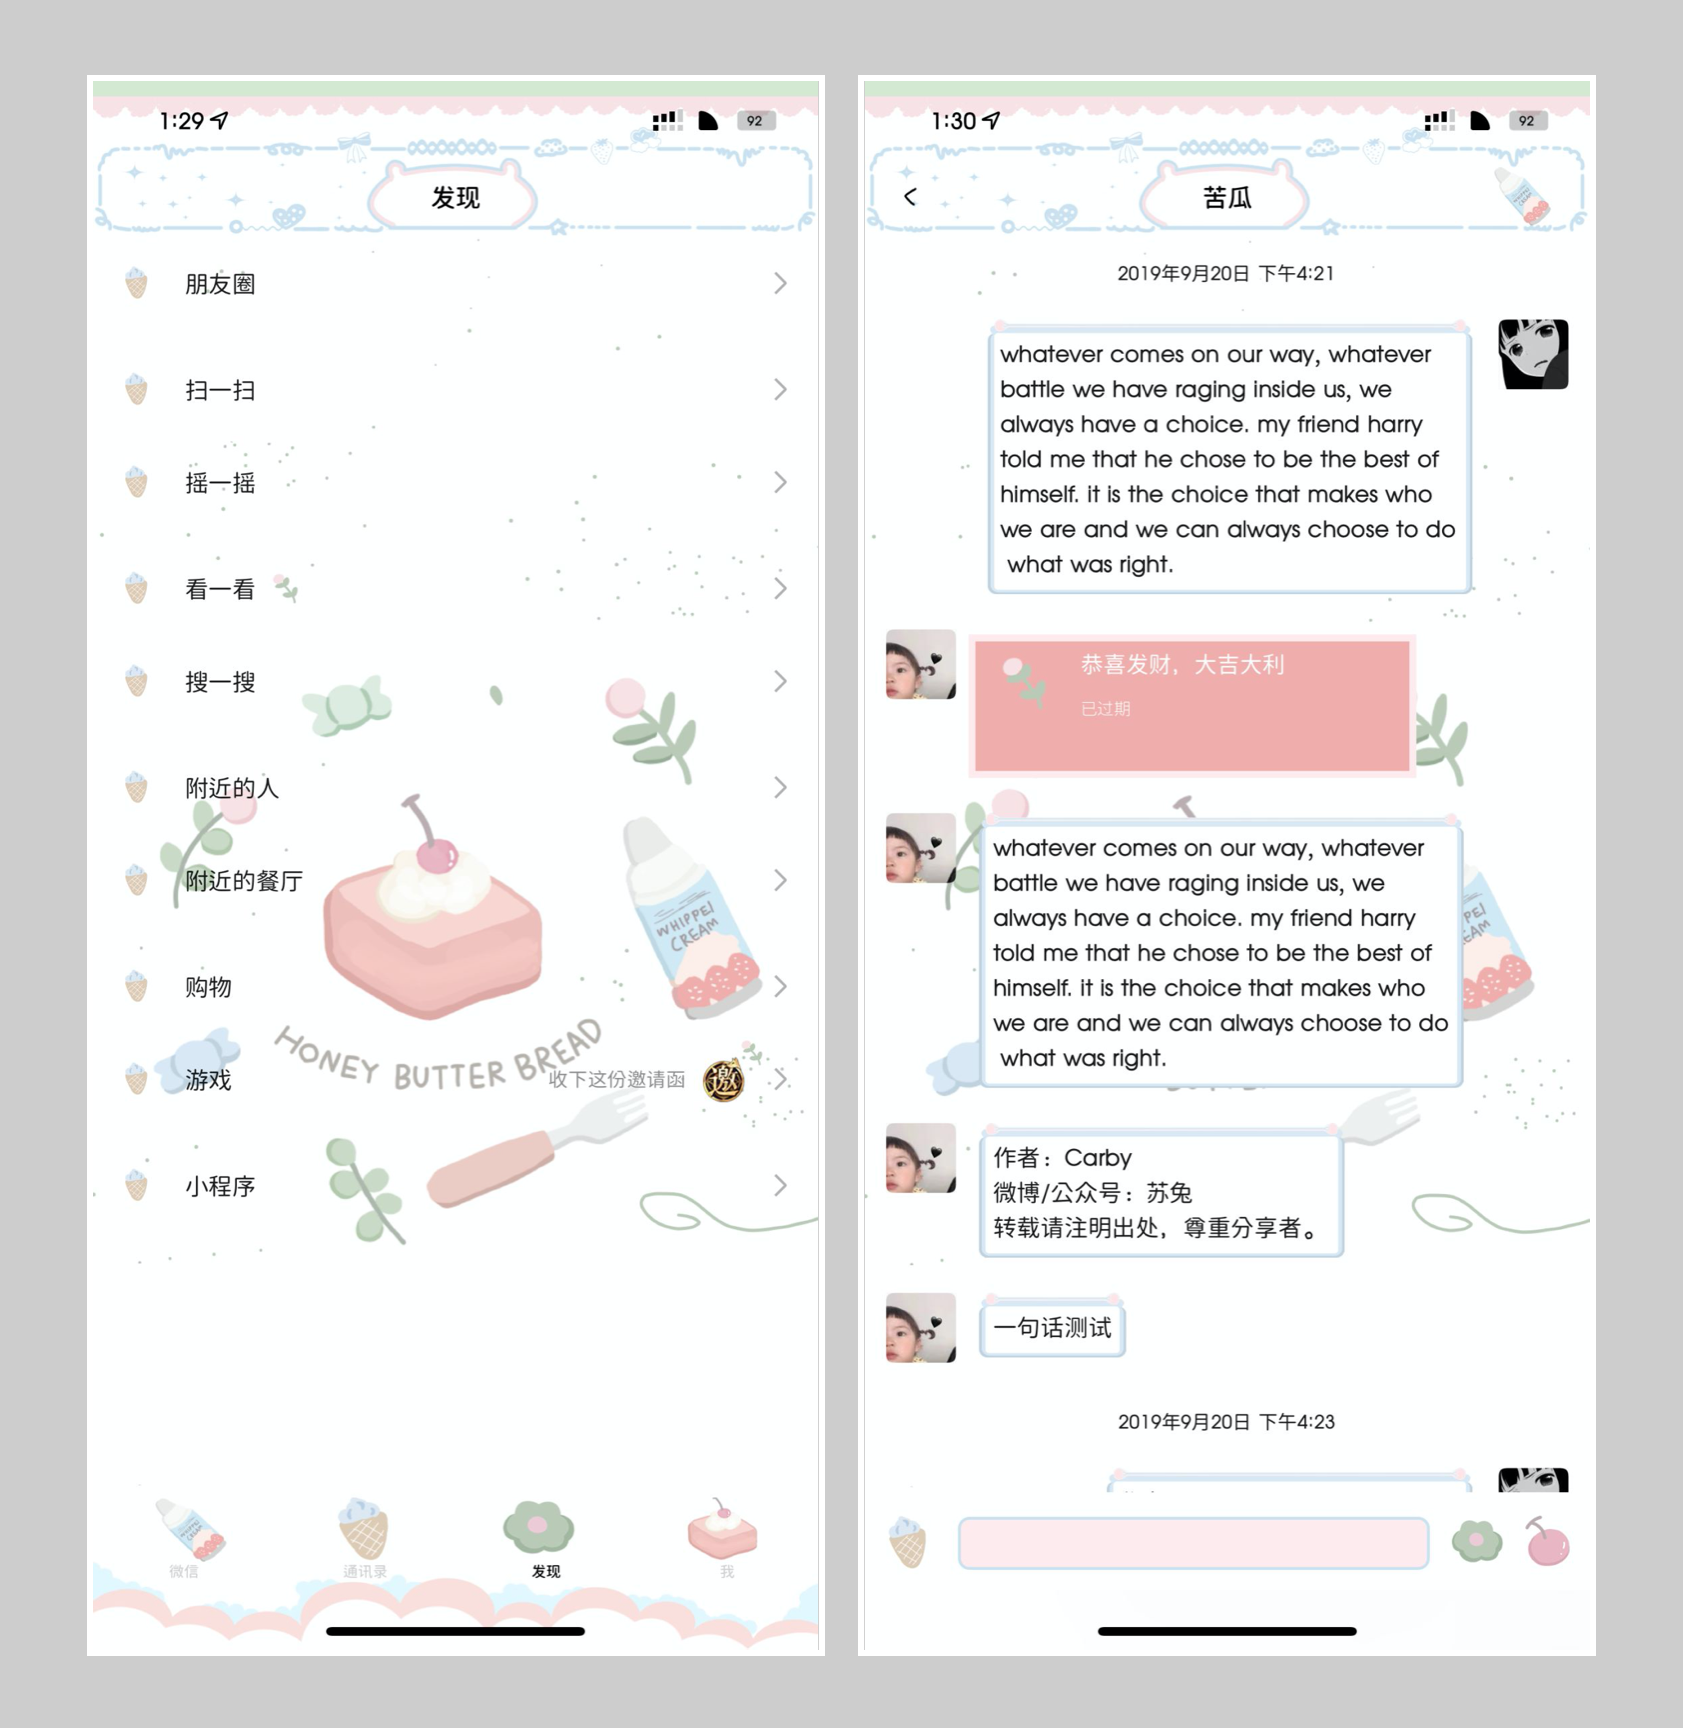 1:29
92
发现
朋友圈
扫一扫
摇一摇
看一看
搜一搜
附近的人
附近的餐厅
WHIPPEI
CREAM
购物
HONEY BUTTER BREAD
游戏
收下这份邀请函
邀
小程序
微信
通讯录
发现
我
1:30
92
苦瓜
2019年9月20日 下午4:21
whatever comes on our way, whatever
battle we have raging inside us, we
always have a choice. my friend harry
told me that he chose to be the best of
himself. it is the choice that makes who
we are and we can always choose to do
what was right.
恭喜发财，大吉大利
已过期
whatever comes on our way, whatever
battle we have raging inside us, we
always have a choice. my friend harry
told me that he chose to be the best of
himself. it is the choice that makes who
we are and we can always choose to do
what was right.
作者：Carby
微博/公众号：苏兔
转载请注明出处，尊重分享者。
一句话测试
2019年9月20日 下午4:23